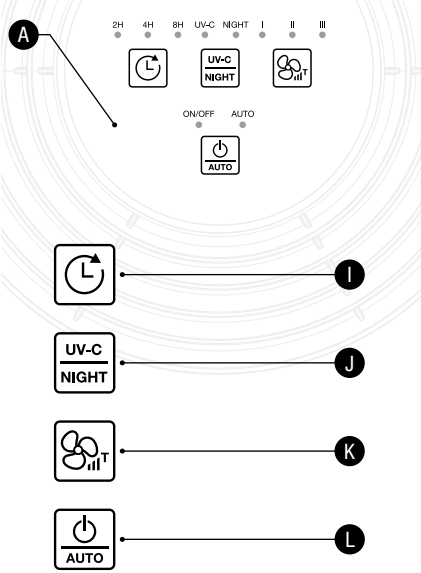 2H 4H 8H UV-C NIGHT I II III
A
UV-C
NIGHT
T
ON/OFF AUTO
AUTO
I
UV-C
NIGHT
J
T
K
AUTO
L